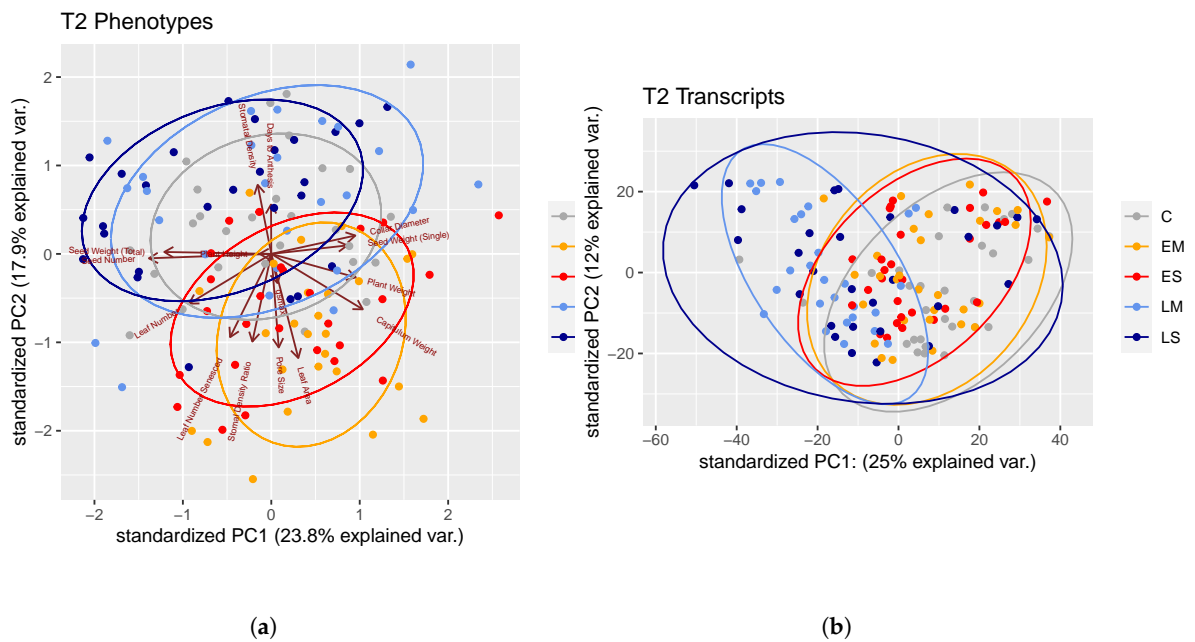 T2 Phenotypes
standardized PC2 (17.9% explained var.)
2
1
0
−1
−2
−2
−1
0
1
2
standardized PC1 (23.8% explained var.)
Stomatal Density
Days to Anthesis
Collar Diameter
Seed Weight (Single)
Seed Weight (Total)
Seed Number
Height
Plant Weight
Leaf Number
Capitulum Weight
Leaf Number Senesced
Stomal Density Ratio
Pore Size
Leaf Area
(a)
T2 Transcripts
standardized PC2 (12% explained var.)
20
0
−20
−60
−40
−20
0
20
40
standardized PC1: (25% explained var.)
C
EM
ES
LM
LS
(b)